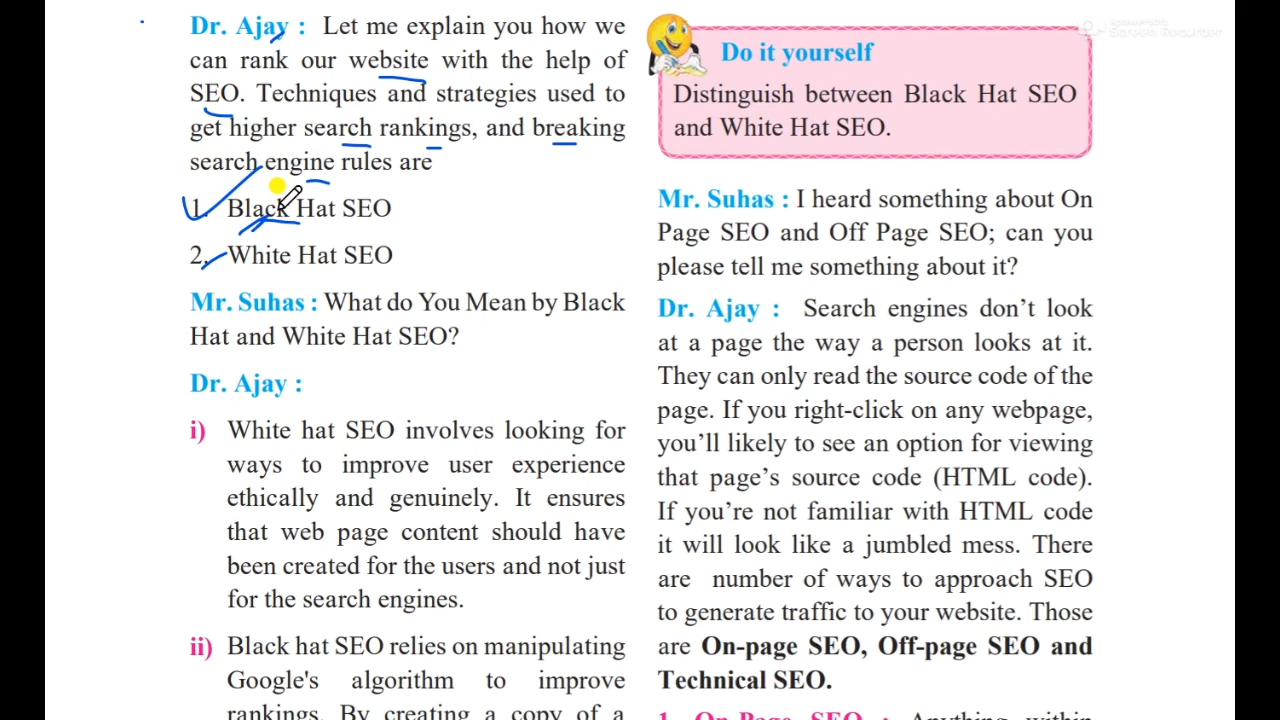 Dr. Ajay : Let me explain you how we
can rank our website with the help of
SEO. Techniques and strategies used to
get higher search rankings, and breaking
search engine rules are
1. Black Hat SEO
2. White Hat SEO
Mr. Suhas : What do You Mean by Black
Hat and White Hat SEO?
Dr. Ajay :
i) White hat SEO involves looking for
ways to improve user experience
ethically and genuinely. It ensures
that web page content should have
been created for the users and not just
for the search engines.
ii) Black hat SEO relies on manipulating
Google's algorithm to improve
rankings. By creating a copy of a
Do it yourself
Distinguish between Black Hat SEO
and White Hat SEO.
Mr. Suhas : I heard something about On
Page SEO and Off Page SEO; can you
please tell me something about it?
Dr. Ajay : Search engines don’t look
at a page the way a person looks at it.
They can only read the source code of the
page. If you right-click on any webpage,
you’ll likely to see an option for viewing
that page’s source code (HTML code).
If you’re not familiar with HTML code
it will look like a jumbled mess. There
are number of ways to approach SEO
to generate traffic to your website. Those
are On-page SEO, Off-page SEO and
Technical SEO.
1. On-Page SEO : Anything within
Screen Recorder